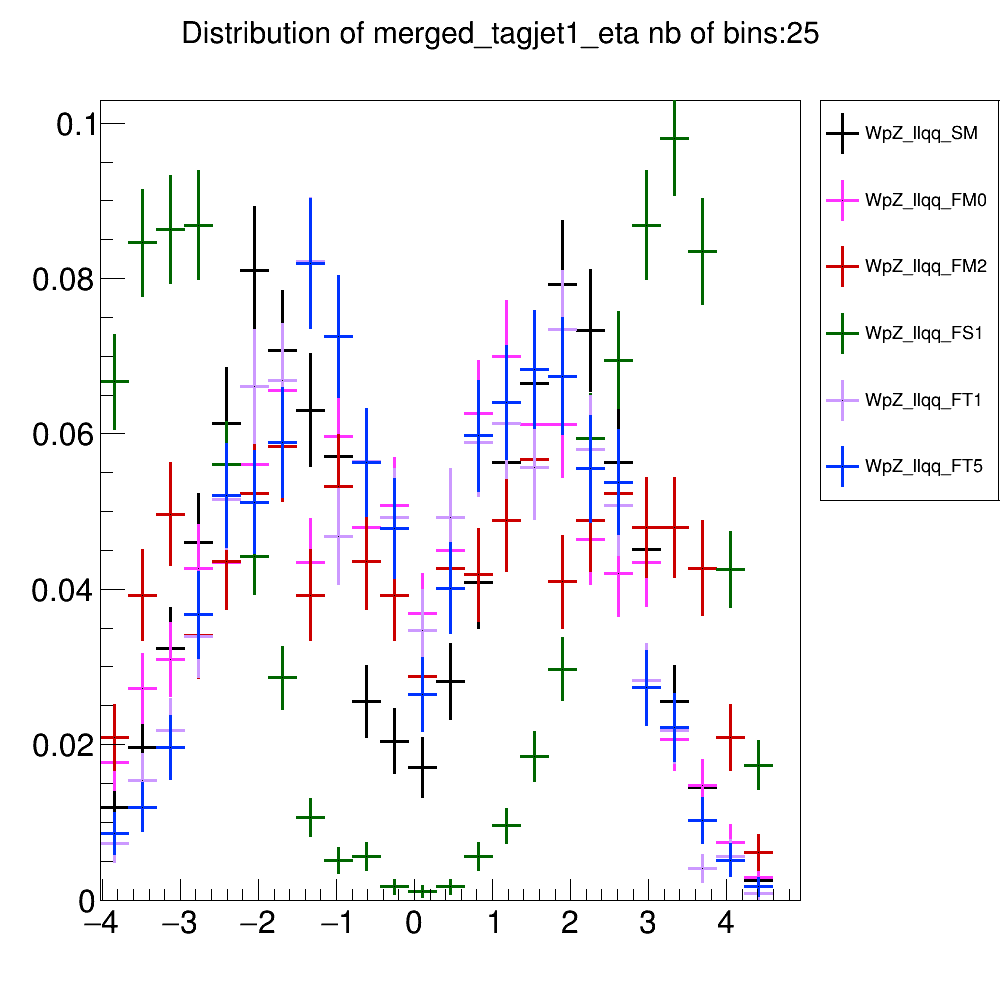 Distribution of merged_tagjet1_eta nb of bins:25
0.1
0.08
0.06
0.04
0.02
0
−4 −3 −2 −1 0 1 2 3 4
WpZ_llqq_SM
WpZ_llqq_FM0
WpZ_llqq_FM2
WpZ_llqq_FS1
WpZ_llqq_FT1
WpZ_llqq_FT5